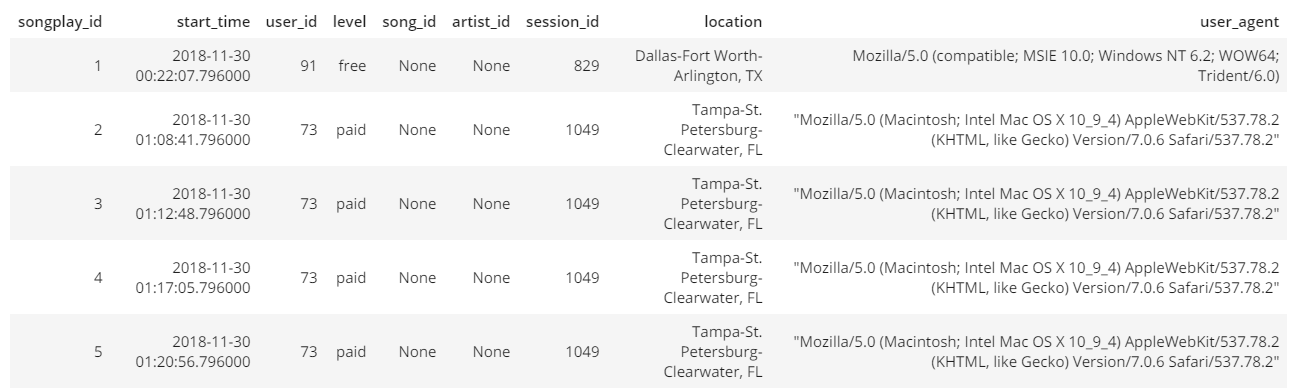 songplay_id start_time user_id level song_id artist_id session_id location user_agent
1 2018-11-30 00:22:07.796000 91 free None None 829 Dallas-Fort Worth- Arlington, TX Mozilla/5.0 (compatible; MSIE 10.0; Windows NT 6.2; WOW64; Trident/6.0)
2 2018-11-30 01:08:41.796000 73 paid None None 1049 Tampa-St. Petersburg- Clearwater, FL "Mozilla/5.0 (Macintosh; Intel Mac OS X 10_9_4) AppleWebKit/537.78.2 (KHTML, like Gecko) Version/7.0.6 Safari/537.78.2"
3 2018-11-30 01:12:48.796000 73 paid None None 1049 Tampa-St. Petersburg- Clearwater, FL "Mozilla/5.0 (Macintosh; Intel Mac OS X 10_9_4) AppleWebKit/537.78.2 (KHTML, like Gecko) Version/7.0.6 Safari/537.78.2"
4 2018-11-30 01:17:05.796000 73 paid None None 1049 Tampa-St. Petersburg- Clearwater, FL "Mozilla/5.0 (Macintosh; Intel Mac OS X 10_9_4) AppleWebKit/537.78.2 (KHTML, like Gecko) Version/7.0.6 Safari/537.78.2"
5 2018-11-30 01:20:56.796000 73 paid None None 1049 Tampa-St. Petersburg- Clearwater, FL "Mozilla/5.0 (Macintosh; Intel Mac OS X 10_9_4) AppleWebKit/537.78.2 (KHTML, like Gecko) Version/7.0.6 Safari/537.78.2"